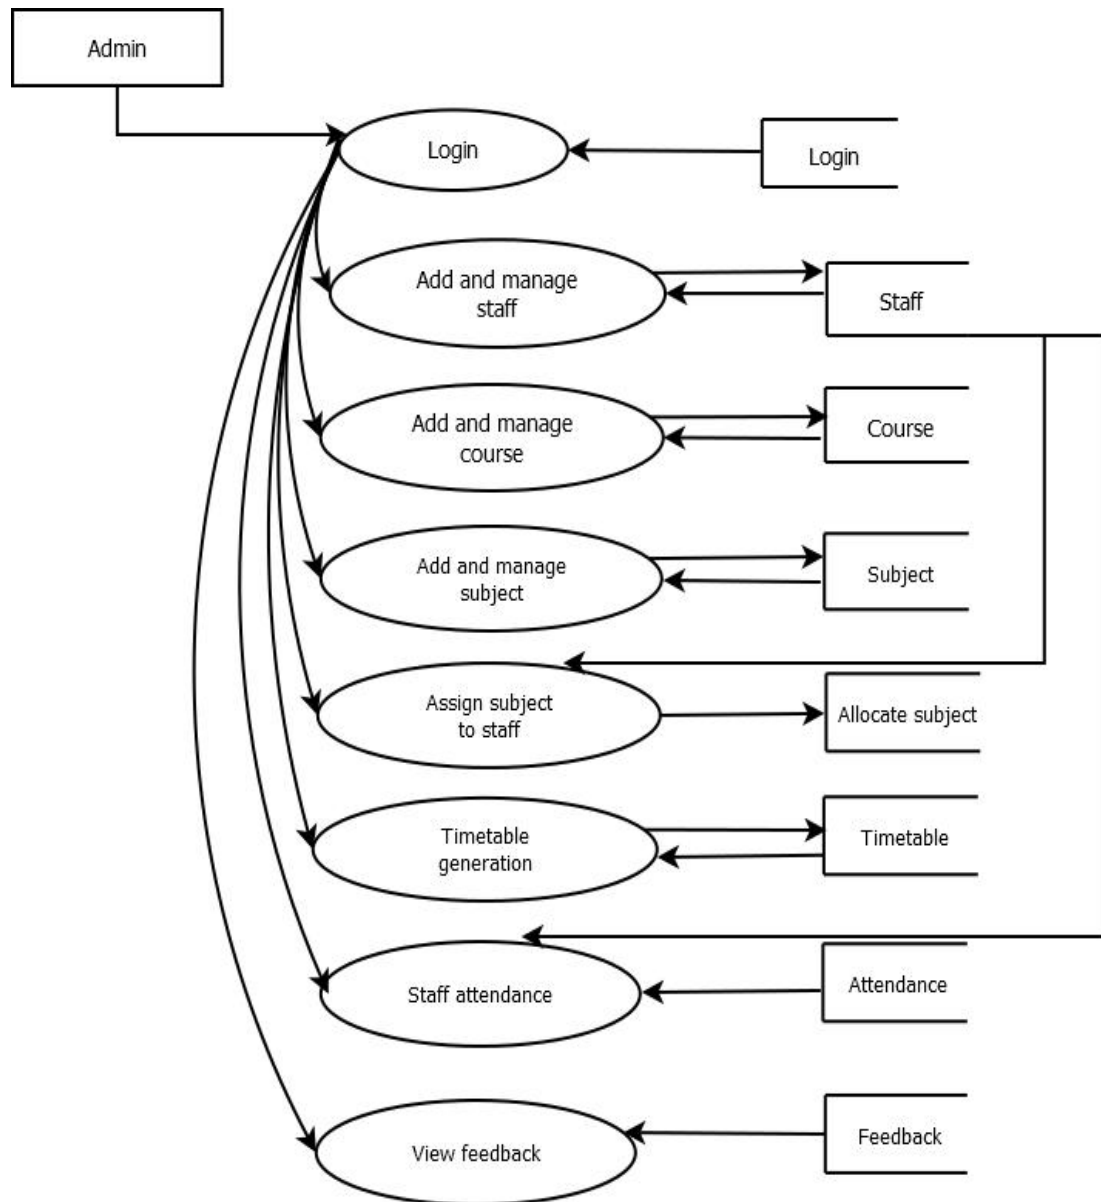 Admin
Login
Login
Add and manage
staff
Staff
Add and manage
course
Course
Add and manage
subject
Subject
Assign subject
to staff
Allocate subject
Timetable
generation
Timetable
Staff attendance
Attendance
View feedback
Feedback